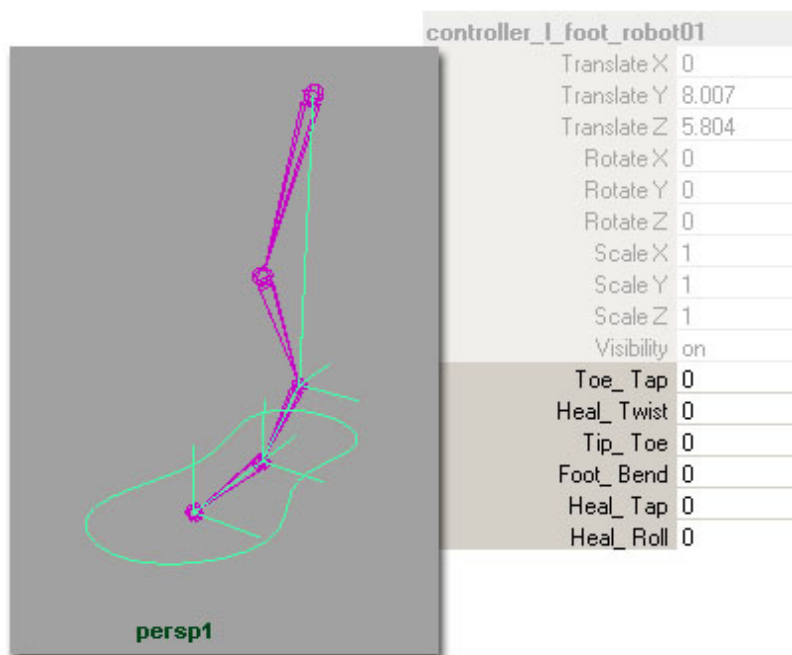 controller_l_foot_robot01
Translate X 0
Translate Y 8.007
Translate Z 5.804
Rotate X 0
Rotate Y 0
Rotate Z 0
Scale X 1
Scale Y 1
Scale Z 1
Visibility on
Toe_ Tap 0
Heal_ Twist 0
Tip_ Toe 0
Foot_ Bend 0
Heal_ Tap 0
Heal_ Roll 0
persp1